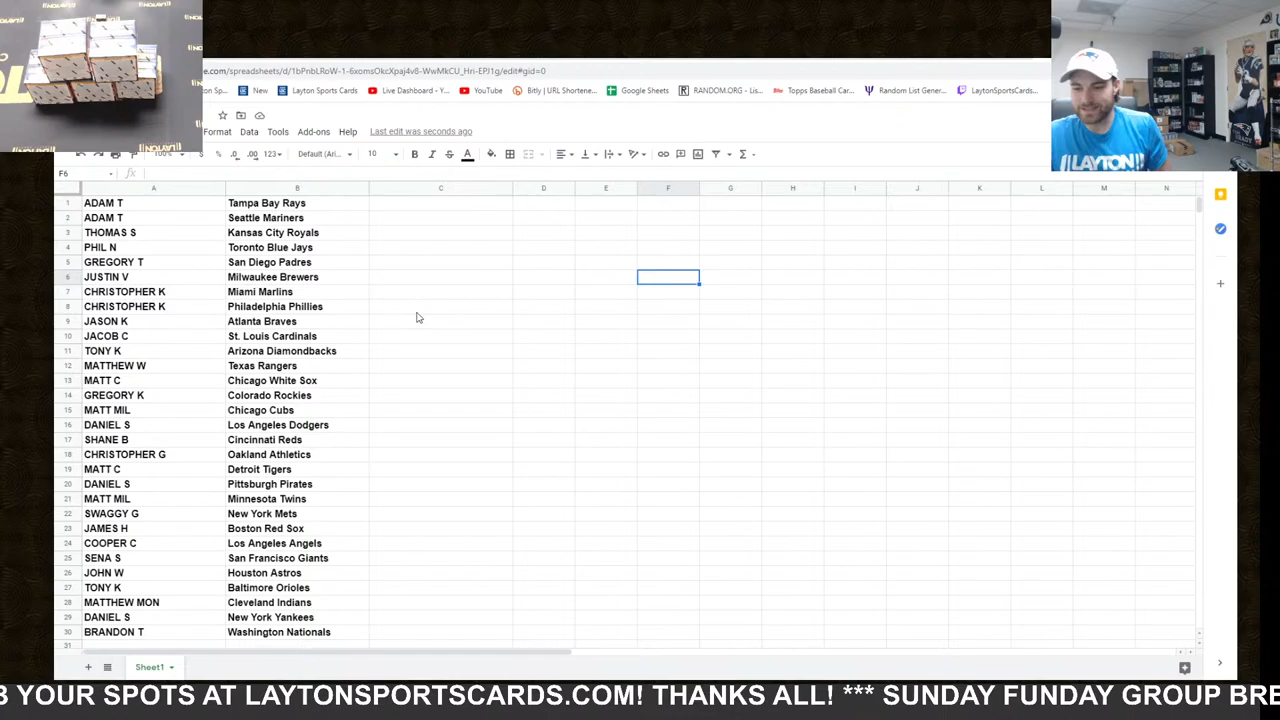 .com/spreadsheets/d/1bPnbLRoW-1-6xomsOkcXpaj4v8-WwMkCU_Hri-EPJ1g/edit#gid=0
New Layton Sports Cards Live Dashboard - Y... YouTube Bitly | URL Shortene... Google Sheets RANDOM.ORG - Lis... Topps Baseball Car... Random List Gener... LaytonSportsCards...
Format Data Tools Add-ons Help Last edit was seconds ago
100% % .0 .00 123 Default (Ari... 10 B I S A
F6
A B C D E F G H I J K L M N
1 ADAM T Tampa Bay Rays
2 ADAM T Seattle Mariners
3 THOMAS S Kansas City Royals
4 PHIL N Toronto Blue Jays
5 GREGORY T San Diego Padres
6 JUSTIN V Milwaukee Brewers
7 CHRISTOPHER K Miami Marlins
8 CHRISTOPHER K Philadelphia Phillies
9 JASON K Atlanta Braves
10 JACOB C St. Louis Cardinals
11 TONY K Arizona Diamondbacks
12 MATTHEW W Texas Rangers
13 MATT C Chicago White Sox
14 GREGORY K Colorado Rockies
15 MATT MIL Chicago Cubs
16 DANIEL S Los Angeles Dodgers
17 SHANE B Cincinnati Reds
18 CHRISTOPHER G Oakland Athletics
19 MATT C Detroit Tigers
20 DANIEL S Pittsburgh Pirates
21 MATT MIL Minnesota Twins
22 SWAGGY G New York Mets
23 JAMES H Boston Red Sox
24 COOPER C Los Angeles Angels
25 SENA S San Francisco Giants
26 JOHN W Houston Astros
27 TONY K Baltimore Orioles
28 MATTHEW MON Cleveland Indians
29 DANIEL S New York Yankees
30 BRANDON T Washington Nationals
31
Sheet1
LAYTON
BRADY
B YOUR SPOTS AT LAYTONSPORTSCARDS.COM! THANKS ALL! *** SUNDAY FUNDAY GROUP BRE